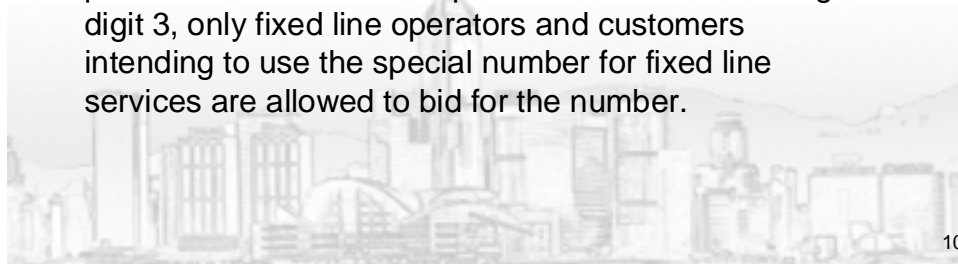 digit 3, only fixed line operators and customers
intending to use the special number for fixed line
services are allowed to bid for the number.
10